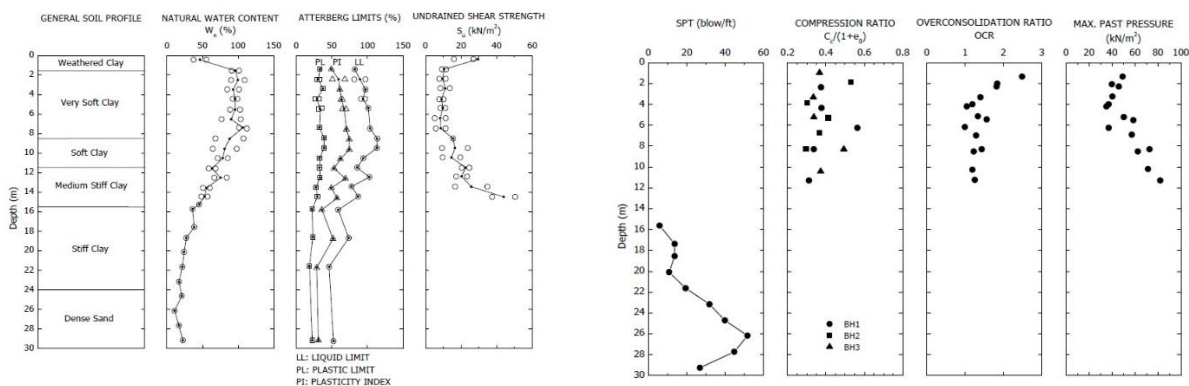 GENERAL SOIL PROFILE
NATURAL WATER CONTENT
Wn (%)
ATTERBERG LIMITS (%)
UNDRAINED SHEAR STRENGTH
Su (kN/m²)
0 50 100 150
0 50 100 150
0 20 40 60
0
2
4
6
8
10
12
14
16
18
20
22
24
26
28
30
Depth (m)
Weathered Clay
Very Soft Clay
Soft Clay
Medium Stiff Clay
Stiff Clay
Dense Sand
PL PI LL
LL: LIQUID LIMIT
PL: PLASTIC LIMIT
PI: PLASTICITY INDEX
SPT (blow/ft)
COMPRESSION RATIO
Cc/(1+e0)
OVERCONSOLIDATION RATIO
OCR
MAX. PAST PRESSURE
(kN/m²)
0 20 40 60
0.2 0.4 0.6 0.8
0 1 2 3
0 20 40 60 80 100
0
2
4
6
8
10
12
14
16
18
20
22
24
26
28
30
Depth (m)
BH1
BH2
BH3